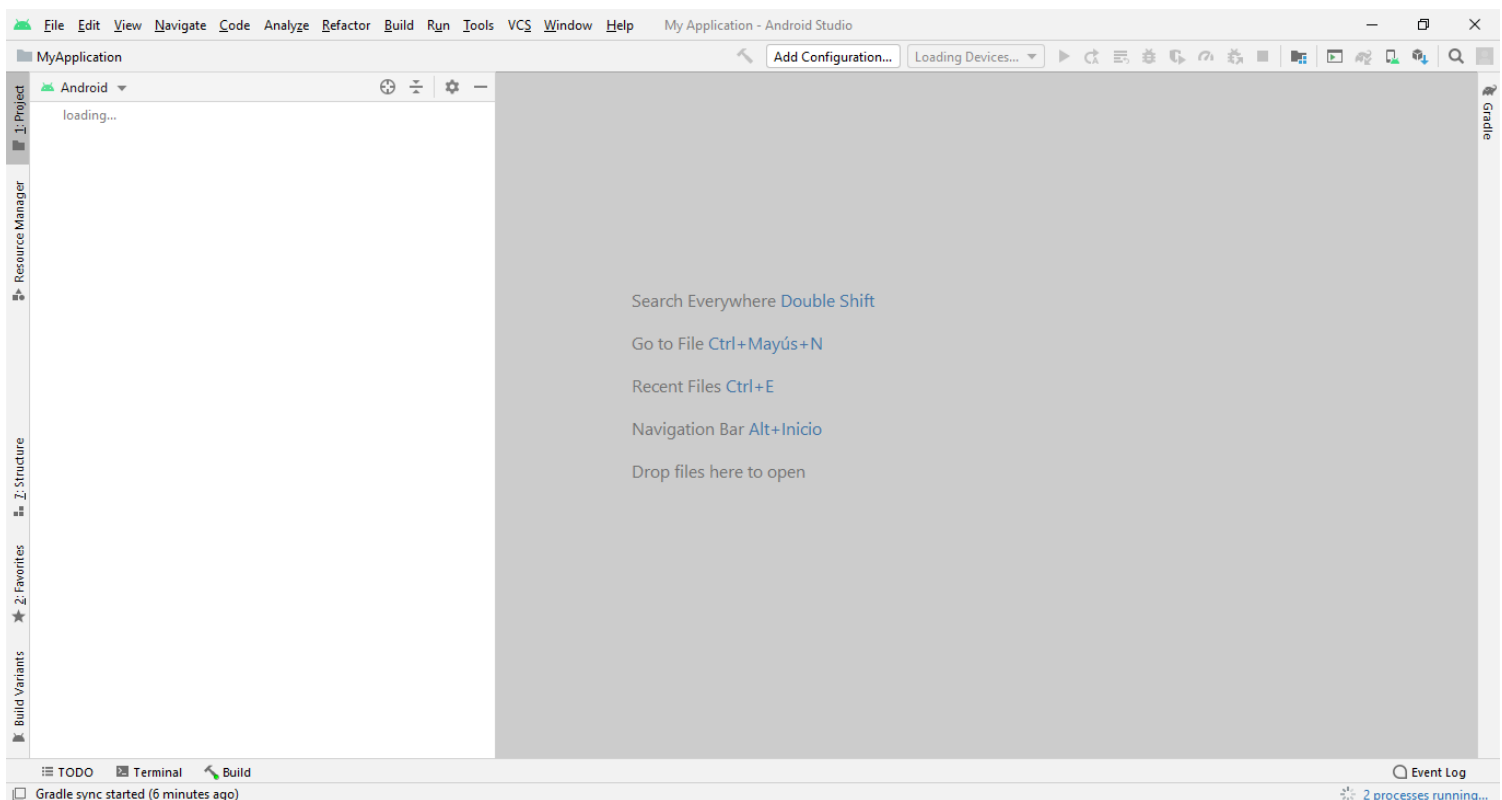 File Edit View Navigate Code Analyze Refactor Build Run Tools VCS Window Help My Application - Android Studio
MyApplication Add Configuration... Loading Devices...
1: Project
Android
loading...
Gradle
Resource Manager
Search Everywhere Double Shift
Go to File Ctrl+Mayús+N
Recent Files Ctrl+E
Navigation Bar Alt+Inicio
Drop files here to open
7: Structure
2: Favorites
Build Variants
TODO Terminal Build Event Log
Gradle sync started (6 minutes ago) 2 processes running...